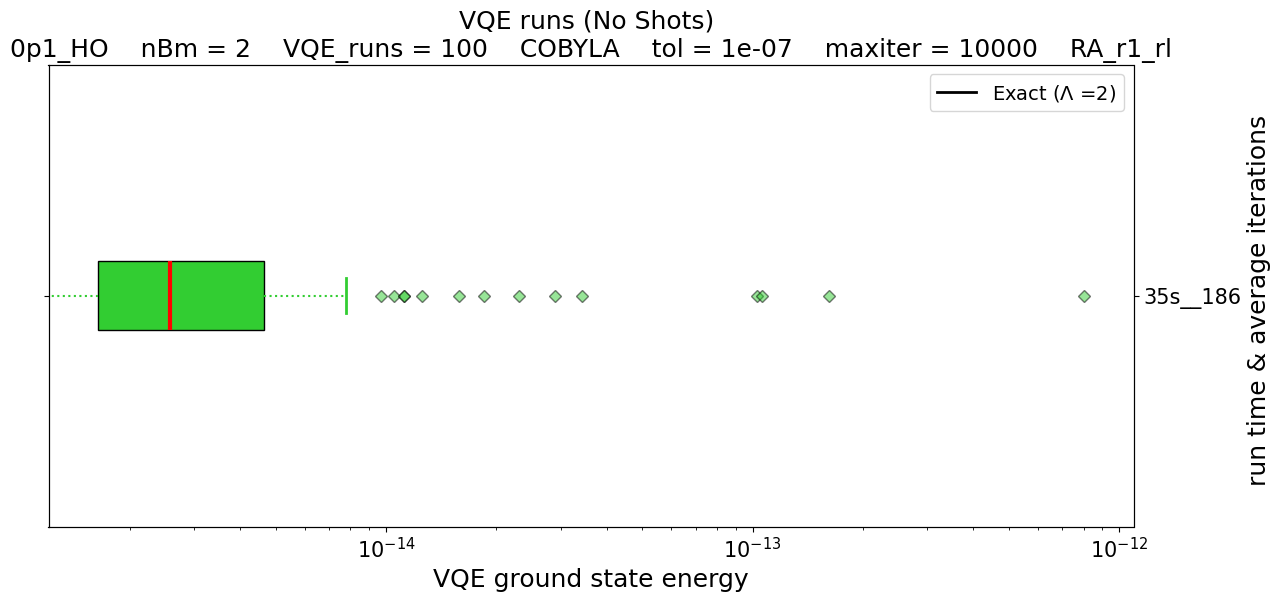 VQE runs (No Shots)
0p1_HO    nBm = 2    VQE_runs = 100    COBYLA    tol = 1e-07    maxiter = 10000    RA_r1_rl
Exact (Λ =2)
35s__186
run time & average iterations
10⁻¹⁴
10⁻¹³
10⁻¹²
VQE ground state energy